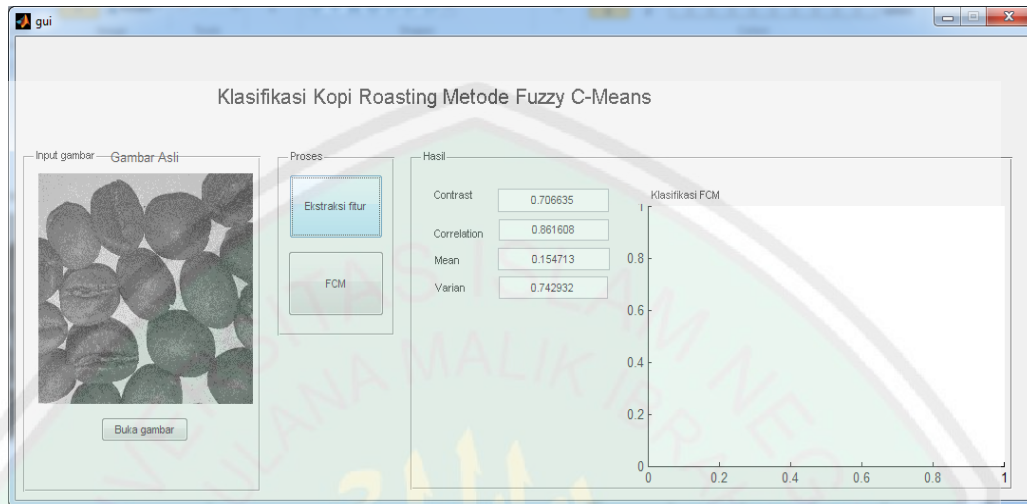 gui
Klasifikasi Kopi Roasting Metode Fuzzy C-Means
Input gambar
Gambar Asli
Buka gambar
Proses
Ekstraksi fitur
FCM
Hasil
Contrast 0.706635
Correlation 0.861608
Mean 0.154713
Varian 0.742932
Klasifikasi FCM
1
0.8
0.6
0.4
0.2
0
0 0.2 0.4 0.6 0.8 1